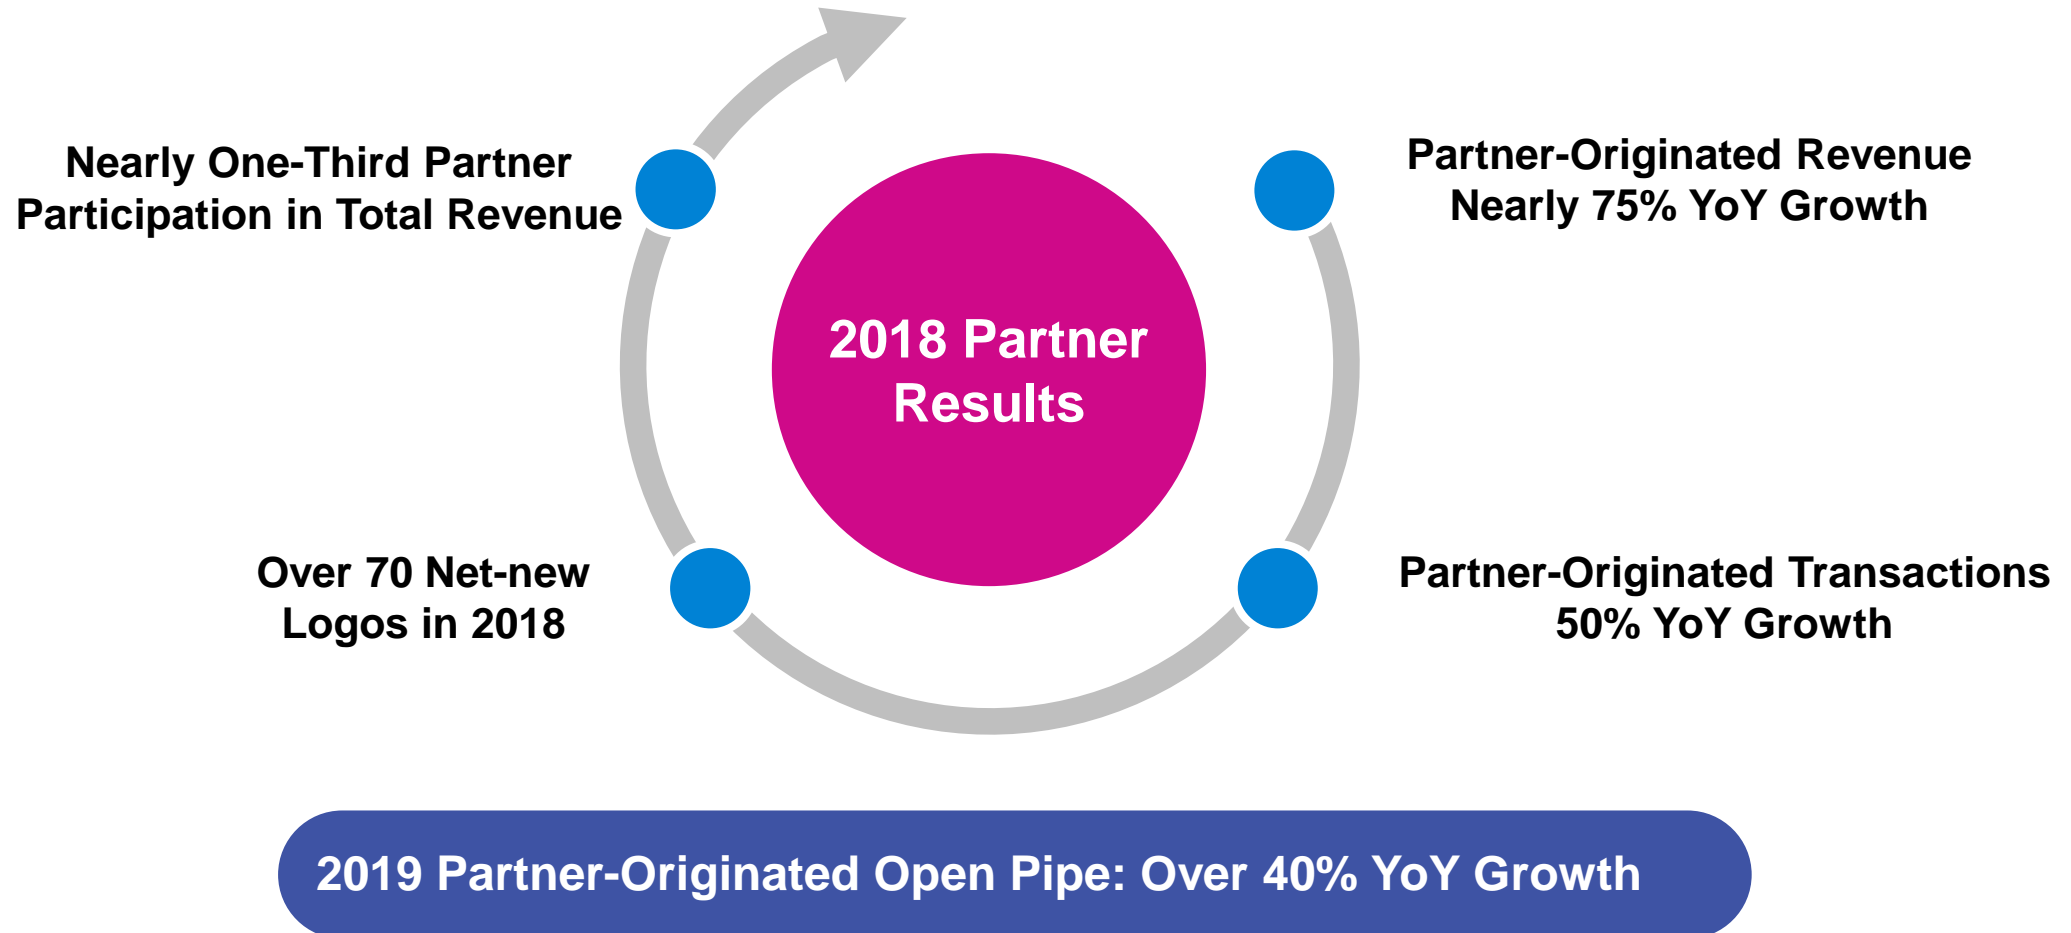 Nearly One-Third Partner
Participation in Total Revenue
Partner-Originated Revenue
Nearly 75% YoY Growth
2018 Partner
Results
Over 70 Net-new
Logos in 2018
Partner-Originated Transactions
50% YoY Growth
2019 Partner-Originated Open Pipe: Over 40% YoY Growth